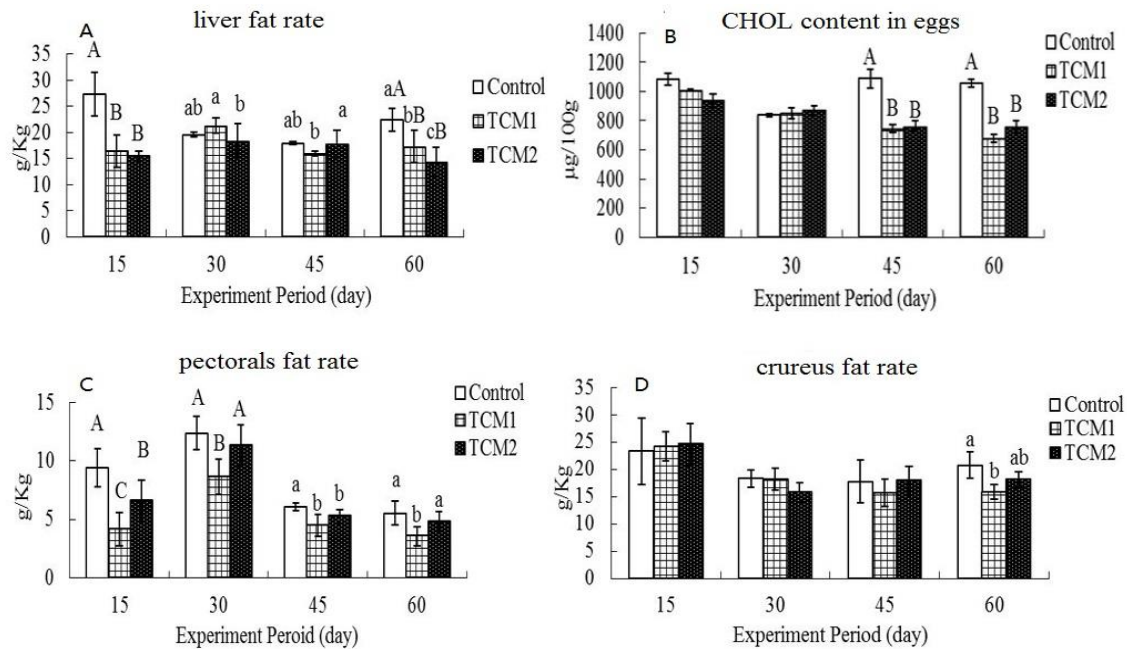 A
liver fat rate
35
30
25
20
15
10
5
0
g/Kg
A
B
B
ab
a
b
ab
b
a
aA
bB
cB
Control
TCM1
TCM2
15 30 45 60
Experiment Period (day)
B
CHOL content in eggs
1400
1200
1000
800
600
400
200
0
µg/100g
A
B
B
A
B
B
Control
TCM1
TCM2
15 30 45 60
Experiment Period (day)
C
pectorals fat rate
15
10
5
0
g/Kg
A
C
B
A
B
A
a
b
b
a
b
a
Control
TCM1
TCM2
15 30 45 60
Experiment Peroid (day)
D
crureus fat rate
35
30
25
20
15
10
5
0
g/Kg
a
b
ab
Control
TCM1
TCM2
15 30 45 60
Experiment Period (day)